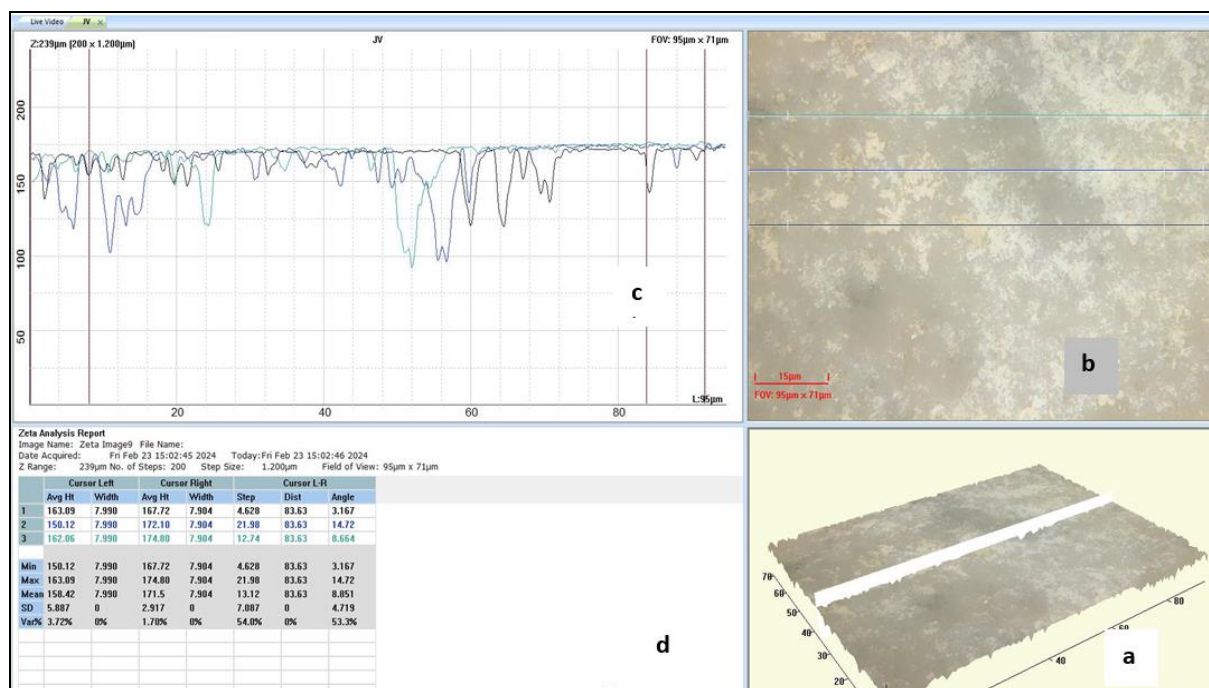 Live Video JV
Z:239µm (200 x 1.200µm) JV FOV: 95µm x 71µm
200
150
100
50
20 40 60 80
L:95µm
c
b
15µm
FOV: 95µm x 71µm
Zeta Analysis Report
Image Name: Zeta Image9 File Name:
Date Acquired: Fri Feb 23 15:02:45 2024 Today:Fri Feb 23 15:02:46 2024
Z Range: 239µm No. of Steps: 200 Step Size: 1.200µm Field of View: 95µm x 71µm
Cursor Left Cursor Right Cursor L-R
Avg Ht Width Avg Ht Width Step Dist Angle
1 163.09 7.990 167.72 7.904 4.628 83.63 3.167
2 150.12 7.990 172.10 7.904 21.98 83.63 14.72
3 162.06 7.990 174.80 7.904 12.74 83.63 8.664
Min 150.12 7.990 167.72 7.904 4.628 83.63 3.167
Max 163.09 7.990 174.80 7.904 21.98 83.63 14.72
Mean 158.42 7.990 171.5 7.904 13.12 83.63 8.851
SD 5.887 0 2.917 0 7.087 0 4.719
Var% 3.72% 0% 1.70% 0% 54.0% 0% 53.3%
d
70
60
50
40
30
20
40
80
a